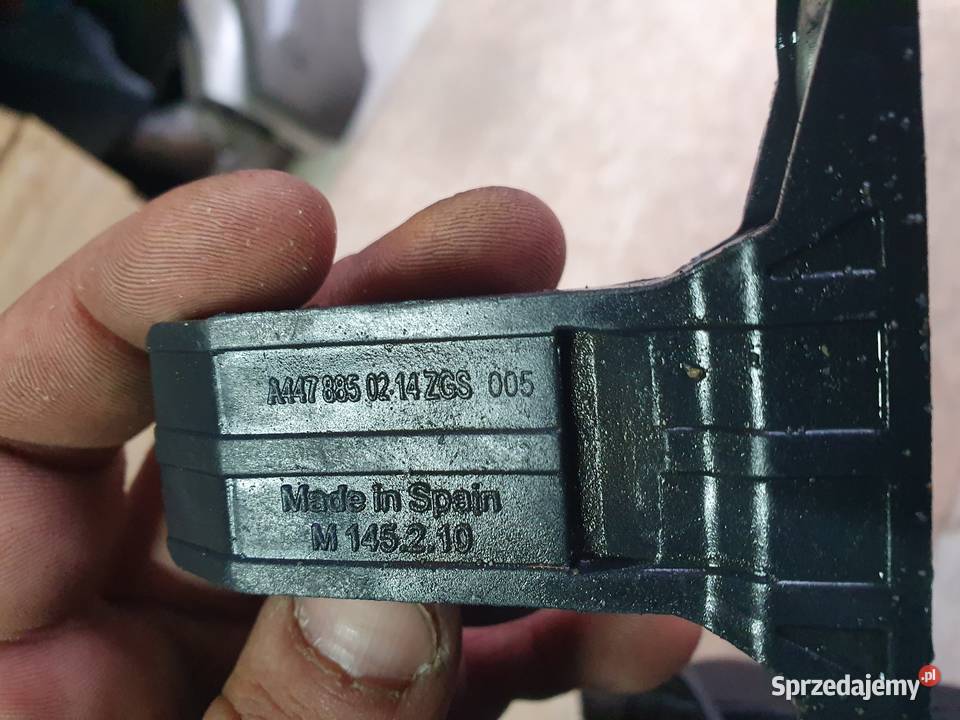 A447 885 02 14 ZGS 005
Made in Spain
M 145.2.10
Sprzedajemy.pl